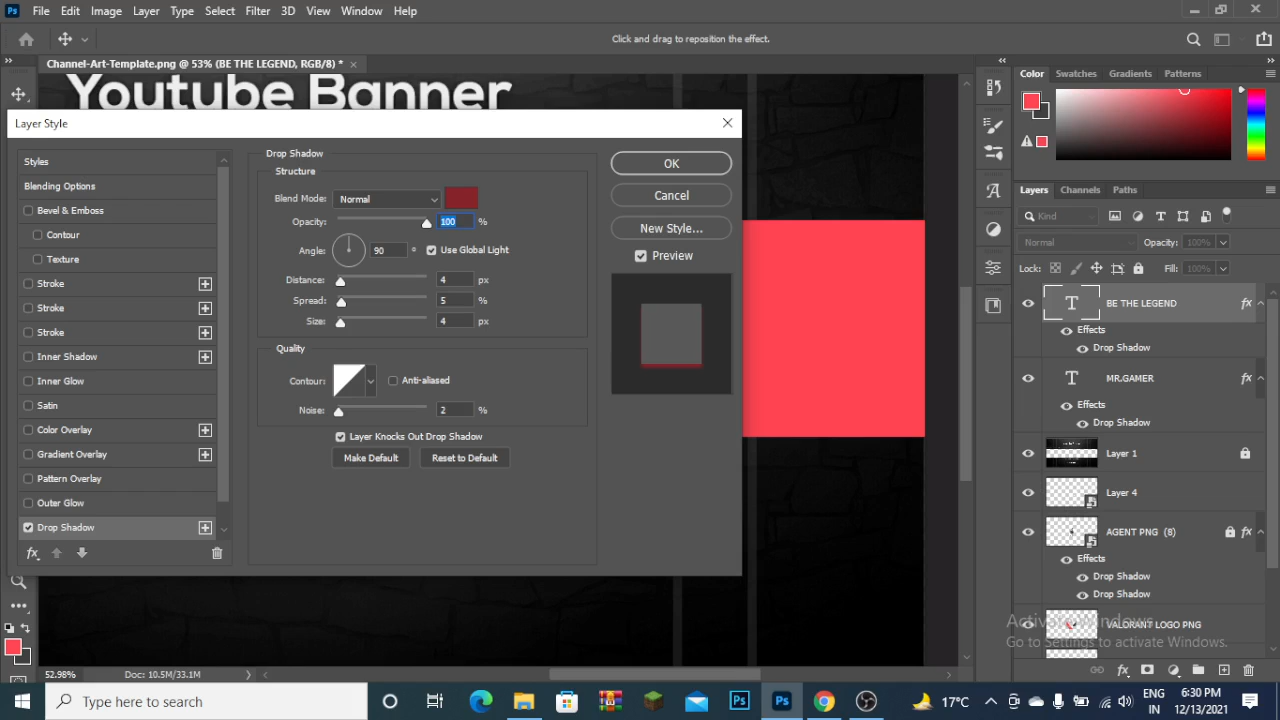 Ps File Edit Image Layer Type Select Filter 3D View Window Help
Click and drag to reposition the effect.
Channel-Art-Template.png @ 53% (BE THE LEGEND, RGB/8) *
Youtube Banner
Layer Style
Styles
Blending Options
Bevel & Emboss
Contour
Texture
Stroke
Stroke
Stroke
Inner Shadow
Inner Glow
Satin
Color Overlay
Gradient Overlay
Pattern Overlay
Outer Glow
Drop Shadow
fx
Drop Shadow
Structure
Blend Mode: Normal
Opacity: 100 %
Angle: 90 ° Use Global Light
Distance: 4 px
Spread: 5 %
Size: 4 px
Quality
Contour: Anti-aliased
Noise: 2 %
Layer Knocks Out Drop Shadow
Make Default Reset to Default
OK
Cancel
New Style...
Preview
Color Swatches Gradients Patterns
Layers Channels Paths
Kind
Normal Opacity: 100%
Lock: Fill: 100%
T BE THE LEGEND fx
Effects
Drop Shadow
T MR.GAMER fx
Effects
Drop Shadow
Layer 1
Layer 4
AGENT PNG (8) fx
Effects
Drop Shadow
Drop Shadow
VALORANT LOGO PNG
Activate Windows
Go to Settings to activate Windows.
fx
52.98% Doc: 10.5M/33.1M
Type here to search
Ps
Ps
17°C
ENG
IN
6:30 PM
12/13/2021